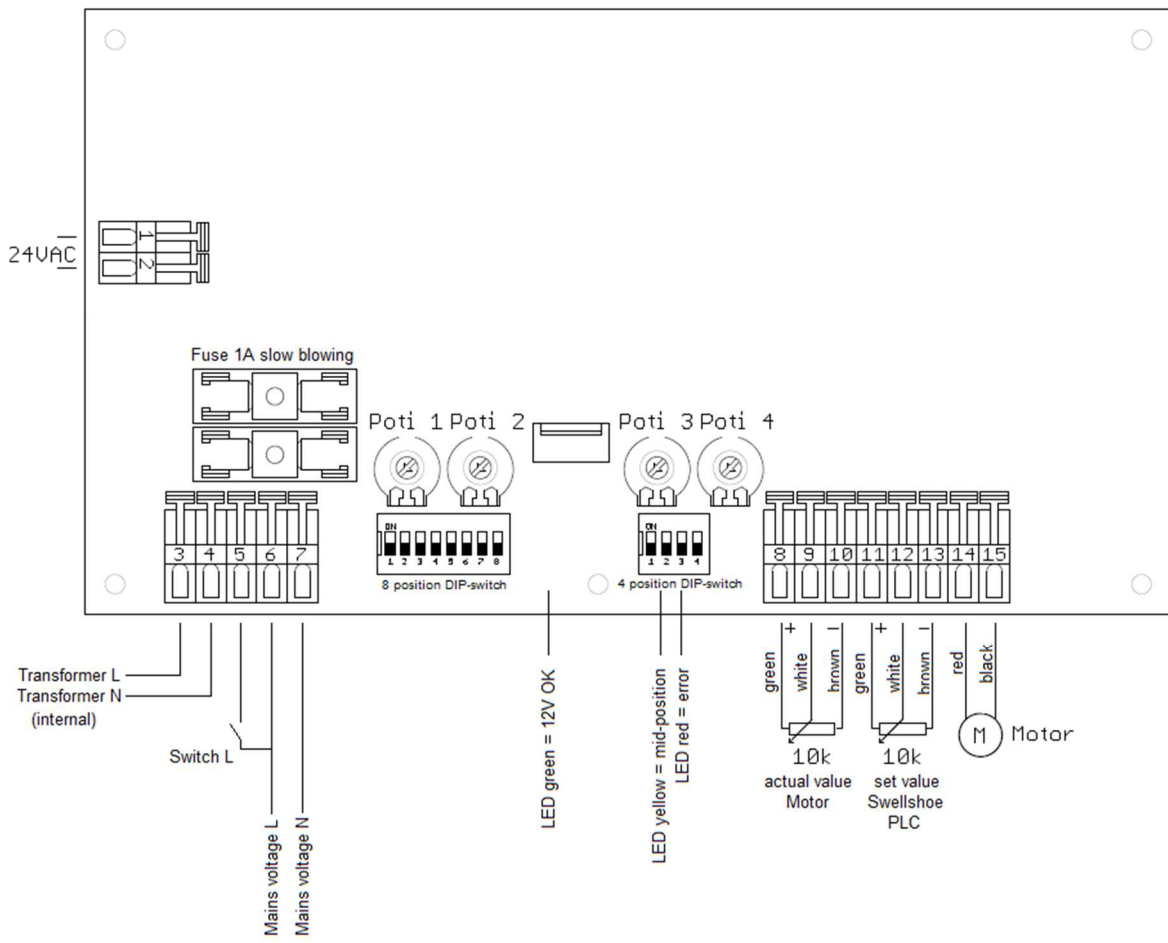 24VAC
1
2
Fuse 1A slow blowing
Poti 1
Poti 2
Poti 3
Poti 4
3 4 5 6 7
ON
1 2 3 4 5 6 7 8
8 position DIP-switch
ON
1 2 3 4
4 position DIP-switch
8 9 10 11 12 13 14 15
Transformer L
Transformer N
(internal)
Switch L
Mains voltage L
Mains voltage N
LED green = 12V OK
LED yellow = mid-position
LED red = error
green
+
white
−
brown
green
+
white
−
brown
red
black
10k
actual value
Motor
10k
set value
Swellshoe
PLC
M
Motor